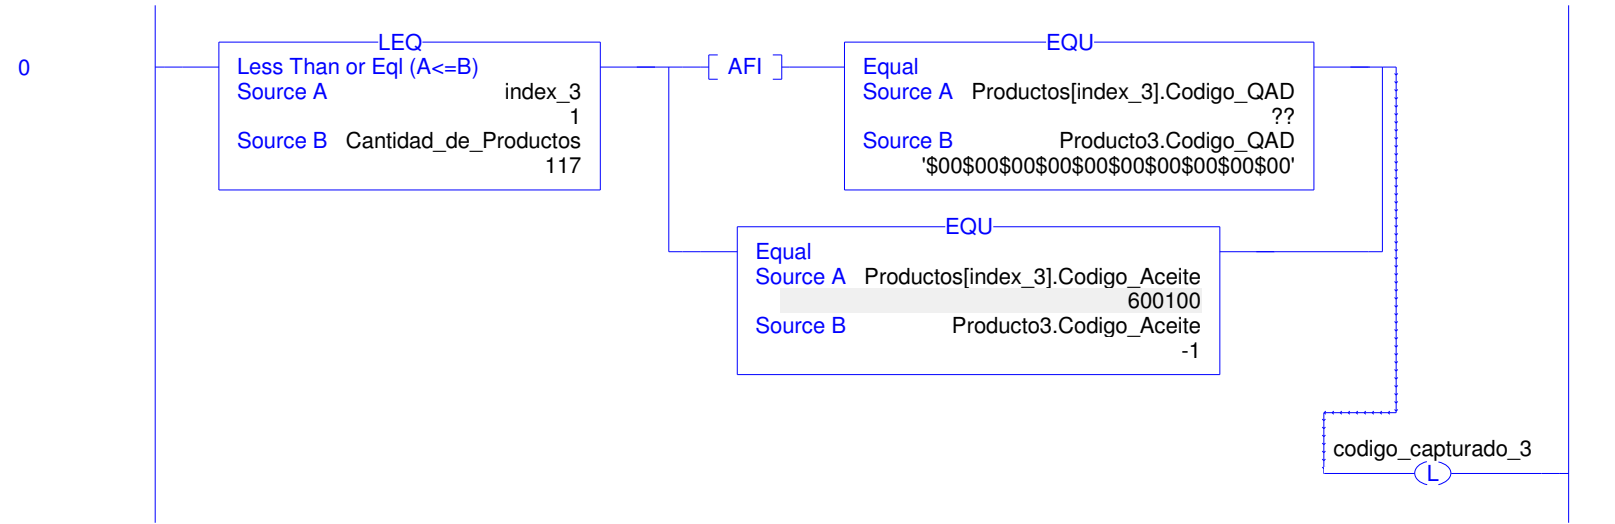 0
LEQ
Less Than or Eql (A<=B)
Source A index_3
1
Source B Cantidad_de_Productos
117
AFI
EQU
Equal
Source A Productos[index_3].Codigo_QAD
??
Source B Producto3.Codigo_QAD
'$00$00$00$00$00$00$00$00$00$00'
EQU
Equal
Source A Productos[index_3].Codigo_Aceite
600100
Source B Producto3.Codigo_Aceite
-1
codigo_capturado_3
L